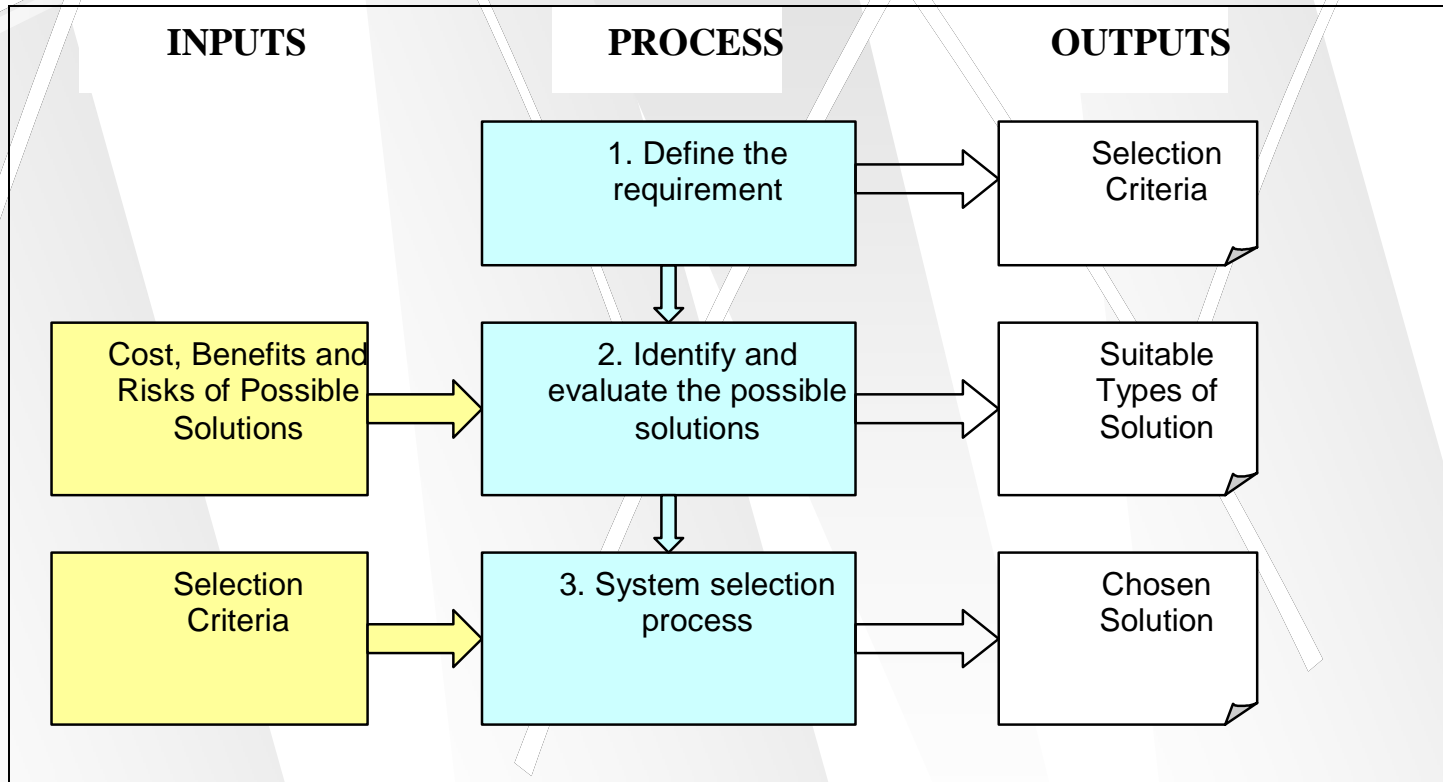 INPUTS
PROCESS
OUTPUTS
1. Define the
requirement
Selection
Criteria
Cost, Benefits and
Risks of Possible
Solutions
2. Identify and
evaluate the possible
solutions
Suitable
Types of
Solution
Selection
Criteria
3. System selection
process
Chosen
Solution